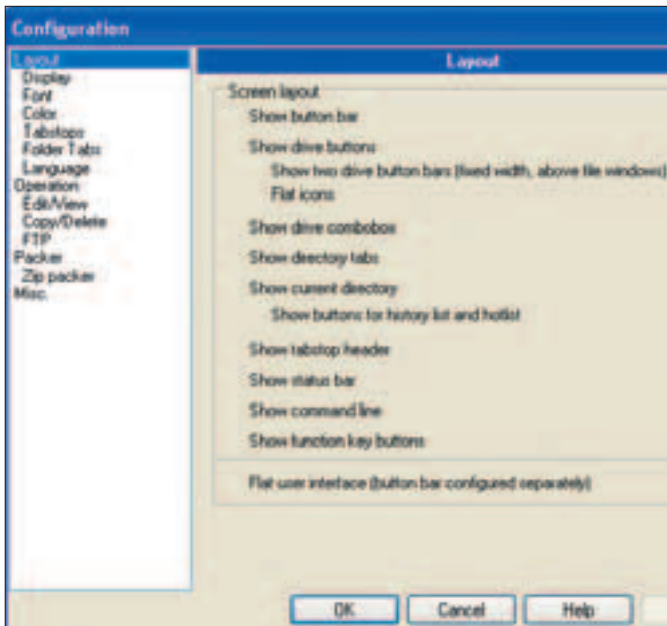 Configuration
Layout
Display
Font
Color
Tabstops
Folder Tabs
Language
Operation
Edit/View
Copy/Delete
FTP
Packer
Zip packer
Misc.
Layout
Screen layout
Show button bar
Show drive buttons
Show two drive button bars (fixed width, above file windows)
Flat icons
Show drive combobox
Show directory tabs
Show current directory
Show buttons for history list and hotlist
Show tabstop header
Show status bar
Show command line
Show function key buttons
Flat user interface (button bar configured separately)
OK
Cancel
Help